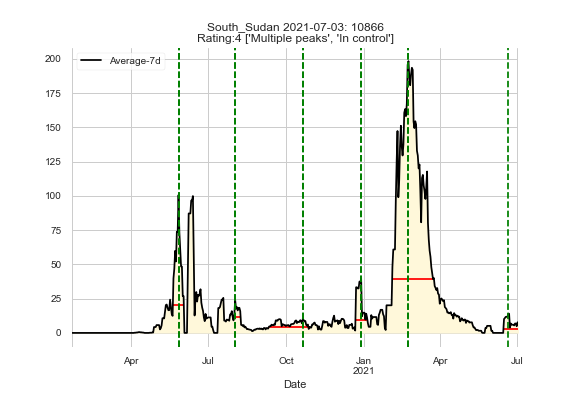 South_Sudan 2021-07-03: 10866
Rating:4 ['Multiple peaks', 'In control']
Average-7d
200
175
150
125
100
75
50
25
0
Apr
Jul
Oct
Jan
2021
Apr
Jul
Date